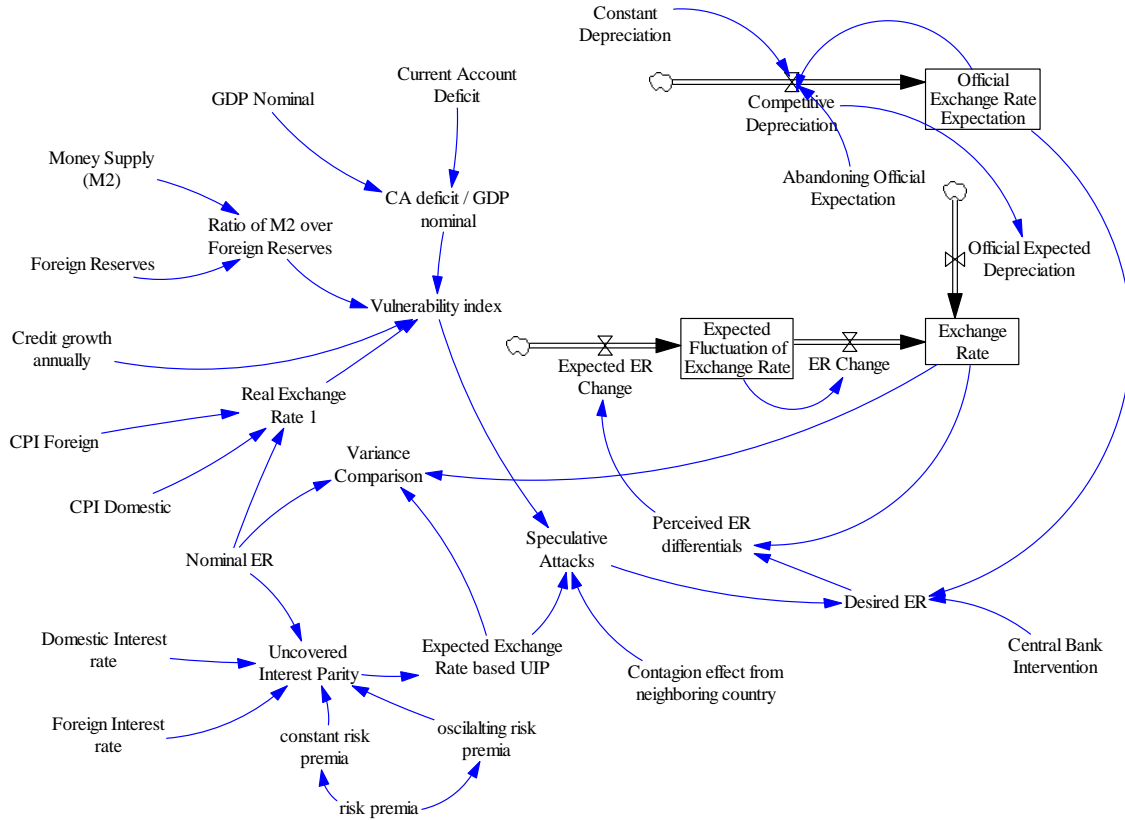 Constant
Depreciation
Current Account
Deficit
GDP Nominal
Official
Exchange Rate
Expectation
Competitive
Depreciation
Money Supply
(M2)
Abandoning Official
Expectation
CA deficit / GDP
nominal
Ratio of M2 over
Foreign Reserves
Official Expected
Depreciation
Foreign Reserves
Vulnerability index
Credit growth
annually
Expected ER
Change
Expected
Fluctuation of
Exchange Rate
ER Change
Exchange
Rate
Real Exchange
Rate 1
CPI Foreign
Variance
Comparison
CPI Domestic
Perceived ER
differentials
Speculative
Attacks
Nominal ER
Desired ER
Domestic Interest
rate
Uncovered
Interest Parity
Expected Exchange
Rate based UIP
Contagion effect from
neighboring country
Central Bank
Intervention
Foreign Interest
rate
constant risk
premia
oscilalting risk
premia
risk premia